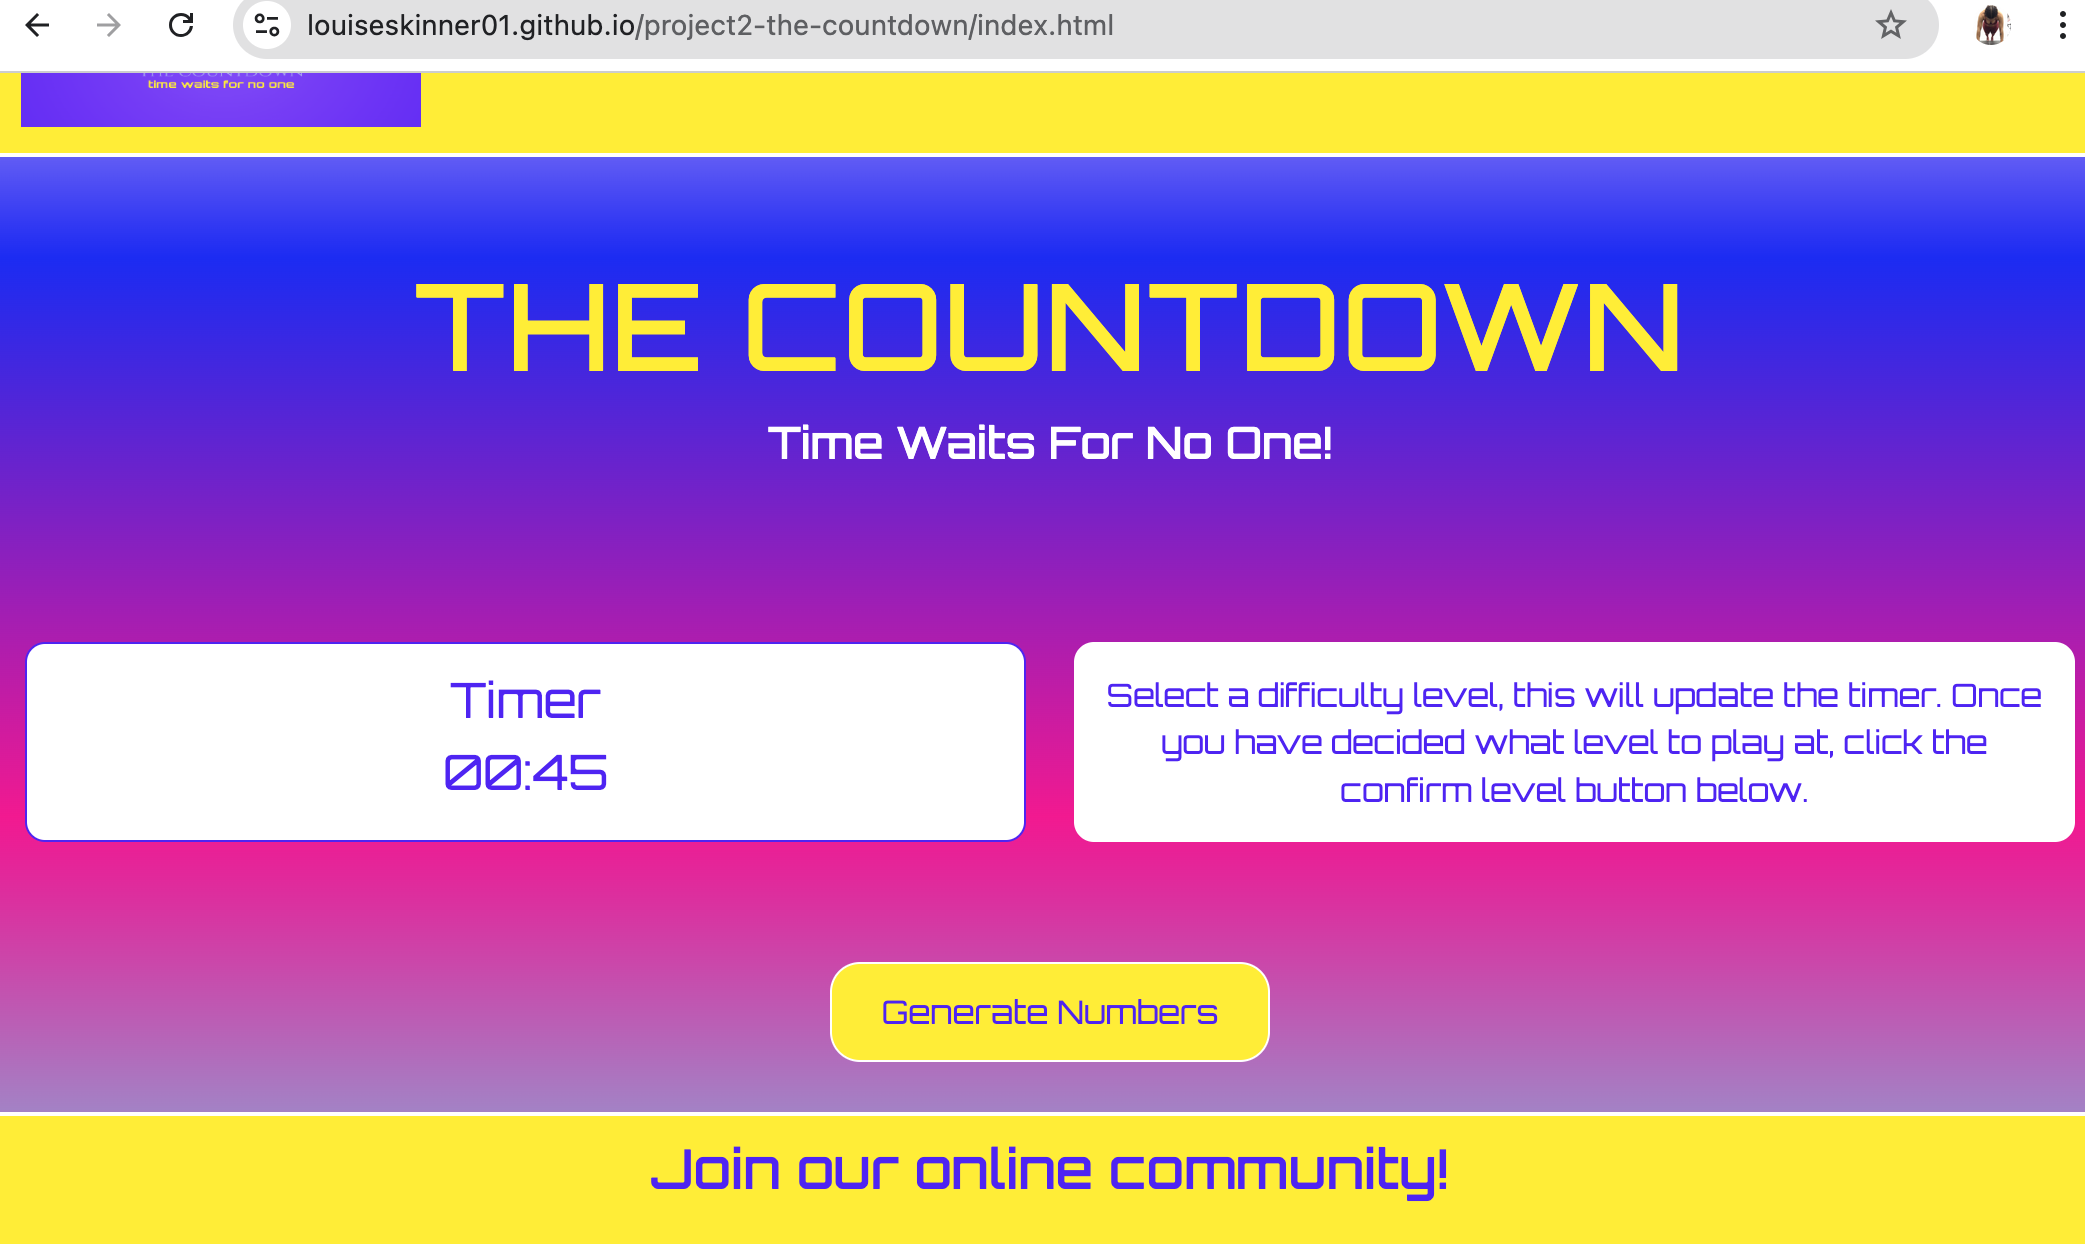 louiseskinner01.github.io/project2-the-countdown/index.html
THE COUNTDOWN
time waits for no one
THE COUNTDOWN
Time Waits For No One!
Timer
00:45
Select a difficulty level, this will update the timer. Once
you have decided what level to play at, click the
confirm level button below.
Generate Numbers
Join our online community!